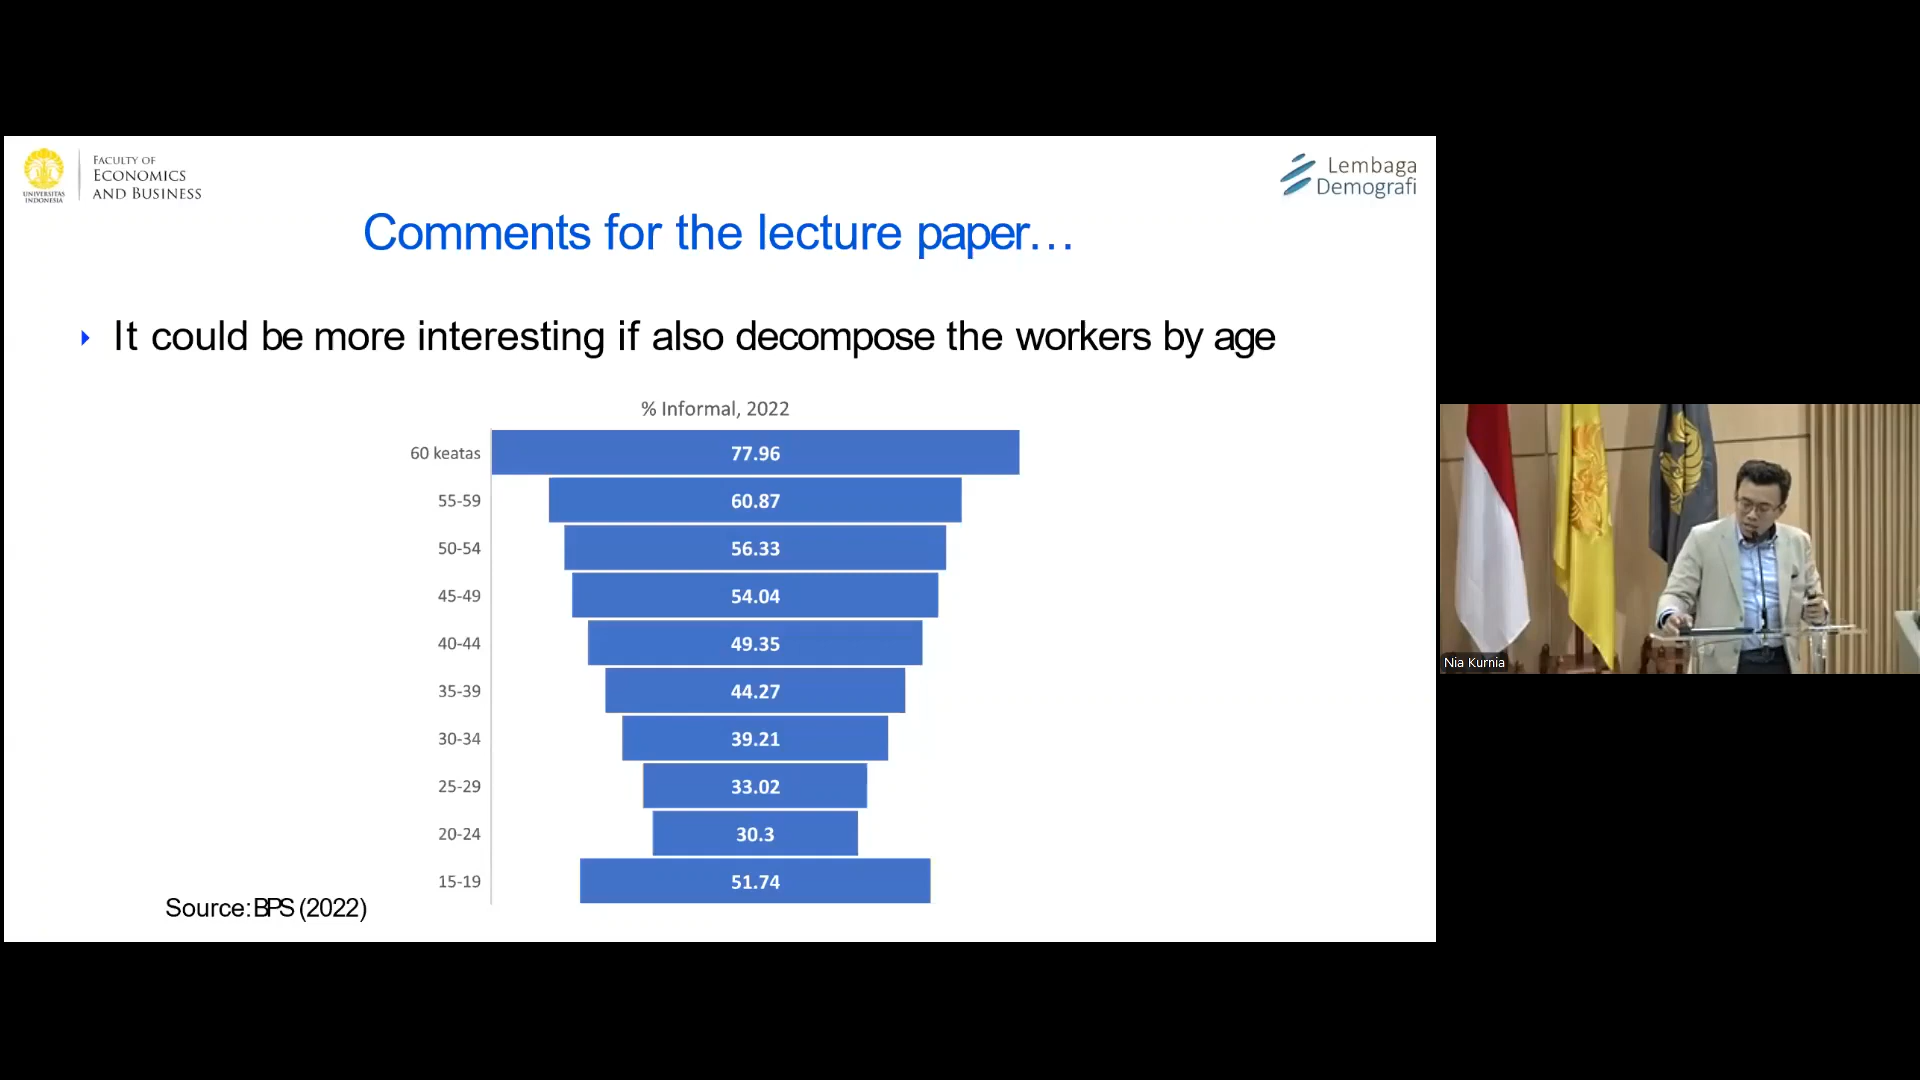 FACULTY OF
ECONOMICS
AND BUSINESS
UNIVERSITAS
INDONESIA
Lembaga
Demografi
Comments for the lecture paper…
It could be more interesting if also decompose the workers by age
% Informal, 2022
60 keatas 77.96
55-59 60.87
50-54 56.33
45-49 54.04
40-44 49.35
35-39 44.27
30-34 39.21
25-29 33.02
20-24 30.3
15-19 51.74
Source: BPS (2022)
Nia Kurnia